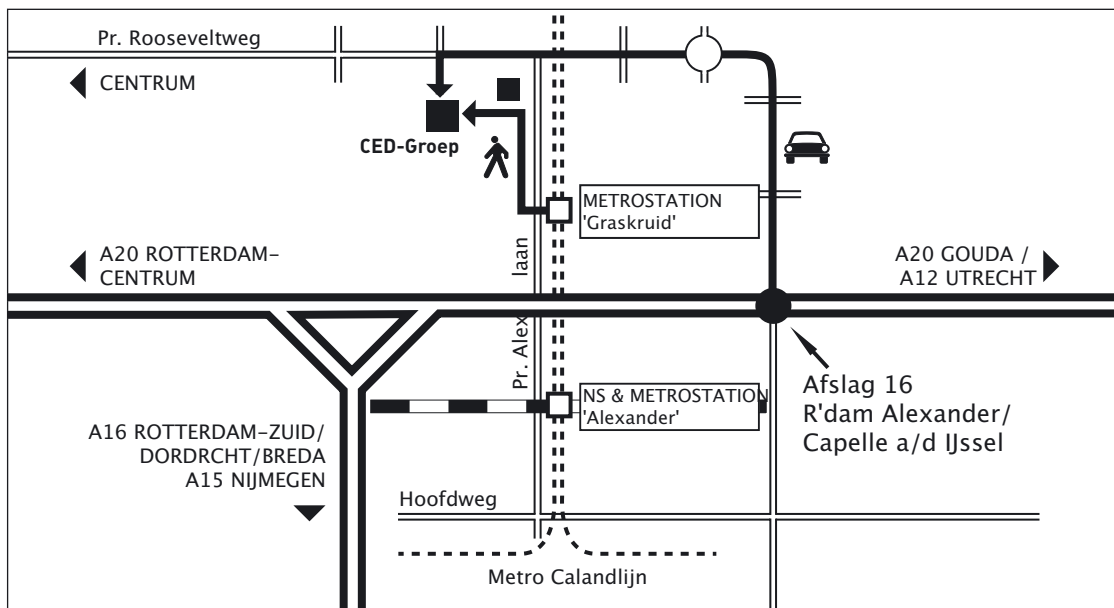 Pr. Rooseveltweg
CENTRUM
CED-Groep
METROSTATION
'Graskruid'
A20 ROTTERDAM–
CENTRUM
A20 GOUDA /
A12 UTRECHT
Pr. Alex laan
NS & METROSTATION
'Alexander'
Afslag 16
R'dam Alexander/
Capelle a/d IJssel
A16 ROTTERDAM–ZUID/
DORDRCHT/BREDA
A15 NIJMEGEN
Hoofdweg
Metro Calandlijn